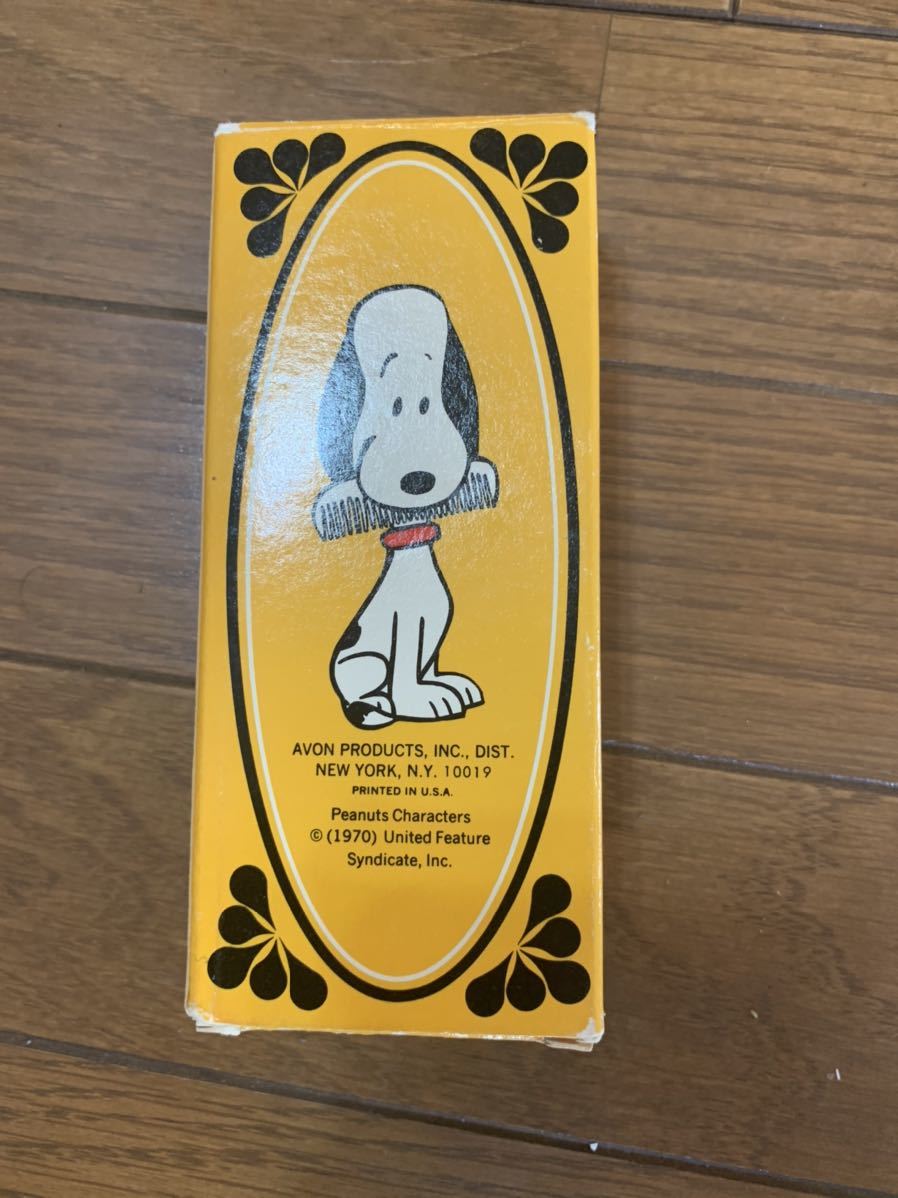 AVON PRODUCTS, INC., DIST.
NEW YORK, N.Y. 10019
PRINTED IN U.S.A.
Peanuts Characters
© (1970) United Feature
Syndicate, Inc.